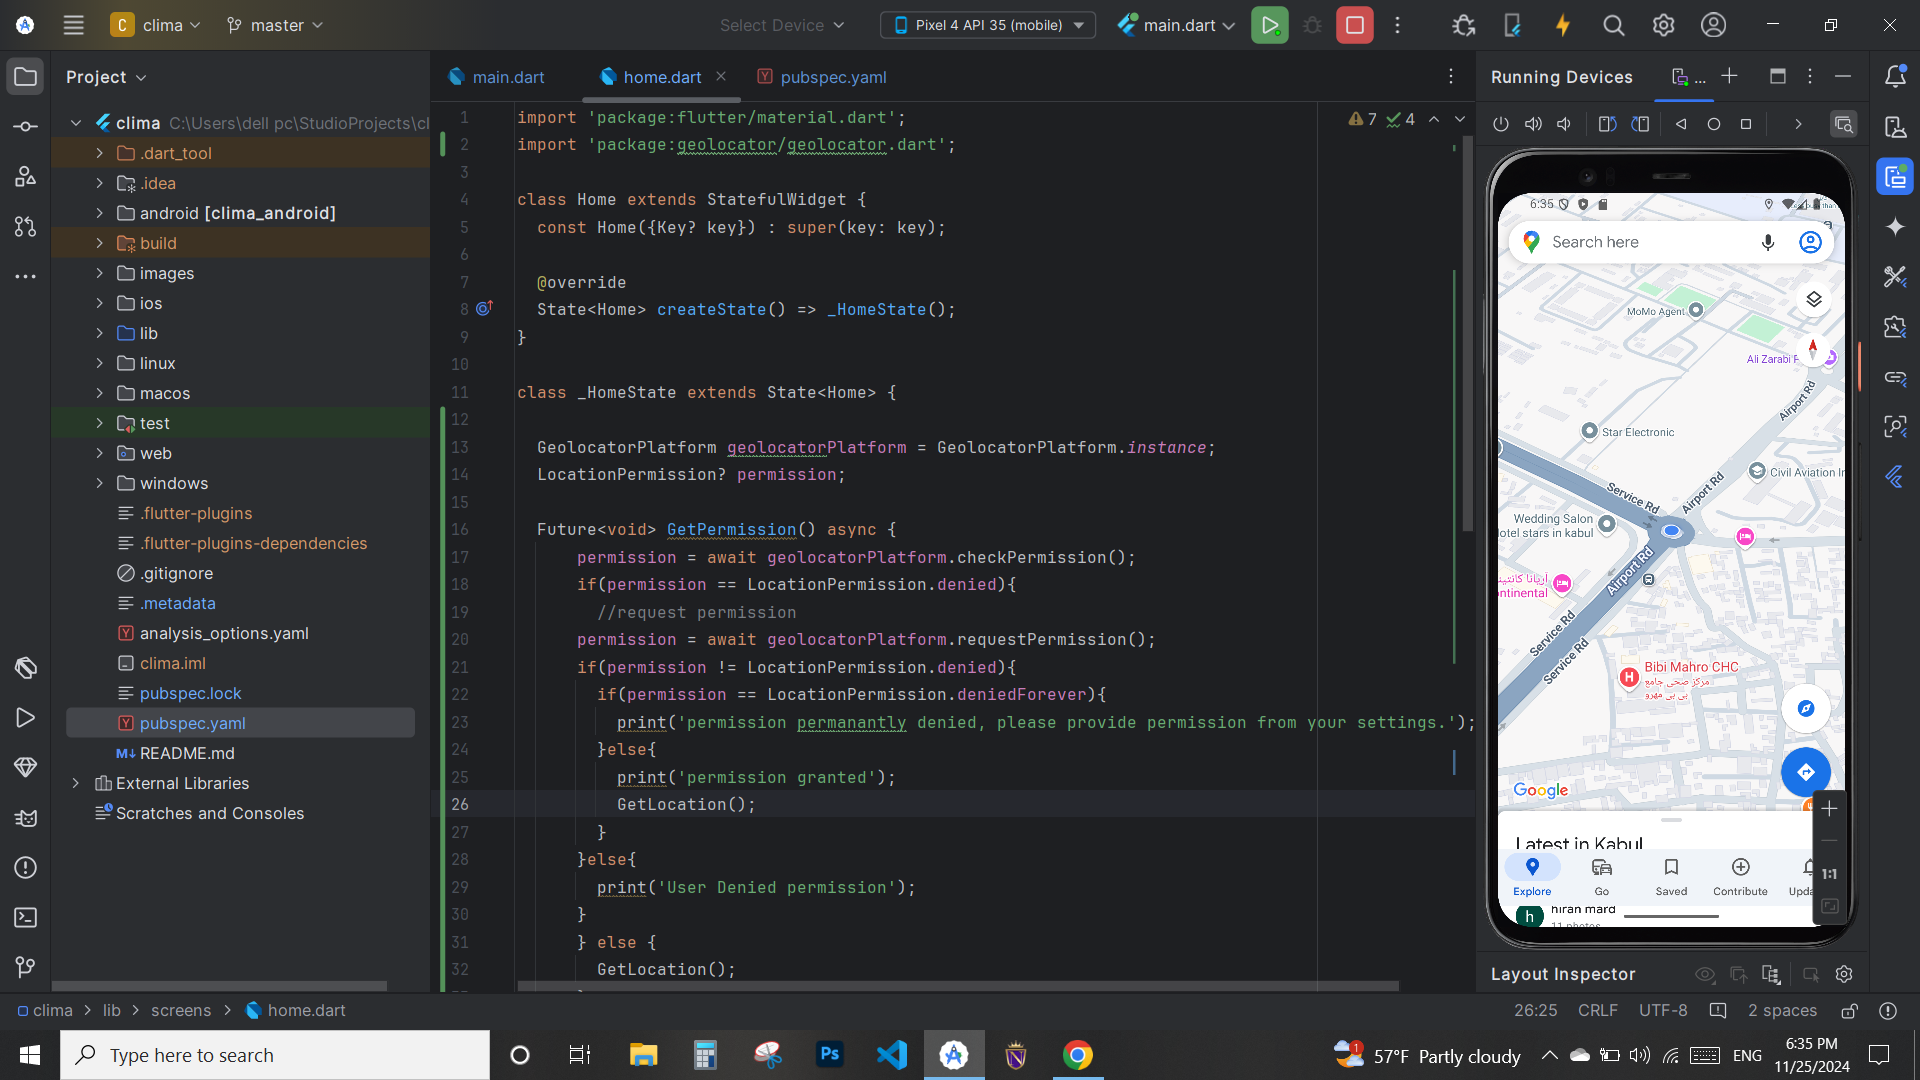 C clima master Select Device Pixel 4 API 35 (mobile) main.dart
Project
main.dart home.dart pubspec.yaml
Running Devices ...
clima C:\Users\dell pc\StudioProjects\cl
.dart_tool
.idea
android [clima_android]
build
images
ios
lib
linux
macos
test
web
windows
.flutter-plugins
.flutter-plugins-dependencies
.gitignore
.metadata
analysis_options.yaml
clima.iml
pubspec.lock
pubspec.yaml
README.md
External Libraries
Scratches and Consoles
7 4
1 import 'package:flutter/material.dart';
2 import 'package:geolocator/geolocator.dart';
3
4 class Home extends StatefulWidget {
5 const Home({Key? key}) : super(key: key);
6
7 @override
8 State<Home> createState() => _HomeState();
9 }
10
11 class _HomeState extends State<Home> {
12
13 GeolocatorPlatform geolocatorPlatform = GeolocatorPlatform.instance;
14 LocationPermission? permission;
15
16 Future<void> GetPermission() async {
17 permission = await geolocatorPlatform.checkPermission();
18 if(permission == LocationPermission.denied){
19 //request permission
20 permission = await geolocatorPlatform.requestPermission();
21 if(permission != LocationPermission.denied){
22 if(permission == LocationPermission.deniedForever){
23 print('permission permanantly denied, please provide permission from your settings.');
24 }else{
25 print('permission granted');
26 GetLocation();
27 }
28 }else{
29 print('User Denied permission');
30 }
31 } else {
32 GetLocation();
6:35
Search here
MoMo Agent
Ali Zarabi
Airport Rd
Star Electronic
Civil Aviation In
Service Rd
Airport Rd
Wedding Salon
Hotel stars in kabul
Airport Rd
آریانا کانتینن
ontinental
Service Rd
Service Rd
Bibi Mahro CHC
مرکز صحی جامع
بی بی مهرو
Google
Latest in Kabul
Explore Go Saved Contribute Upda
hiran mard
11 photos
1:1
Layout Inspector
clima > lib > screens > home.dart
26:25 CRLF UTF-8 2 spaces
Type here to search
Ps
1 57°F Partly cloudy
ENG
6:35 PM
11/25/2024